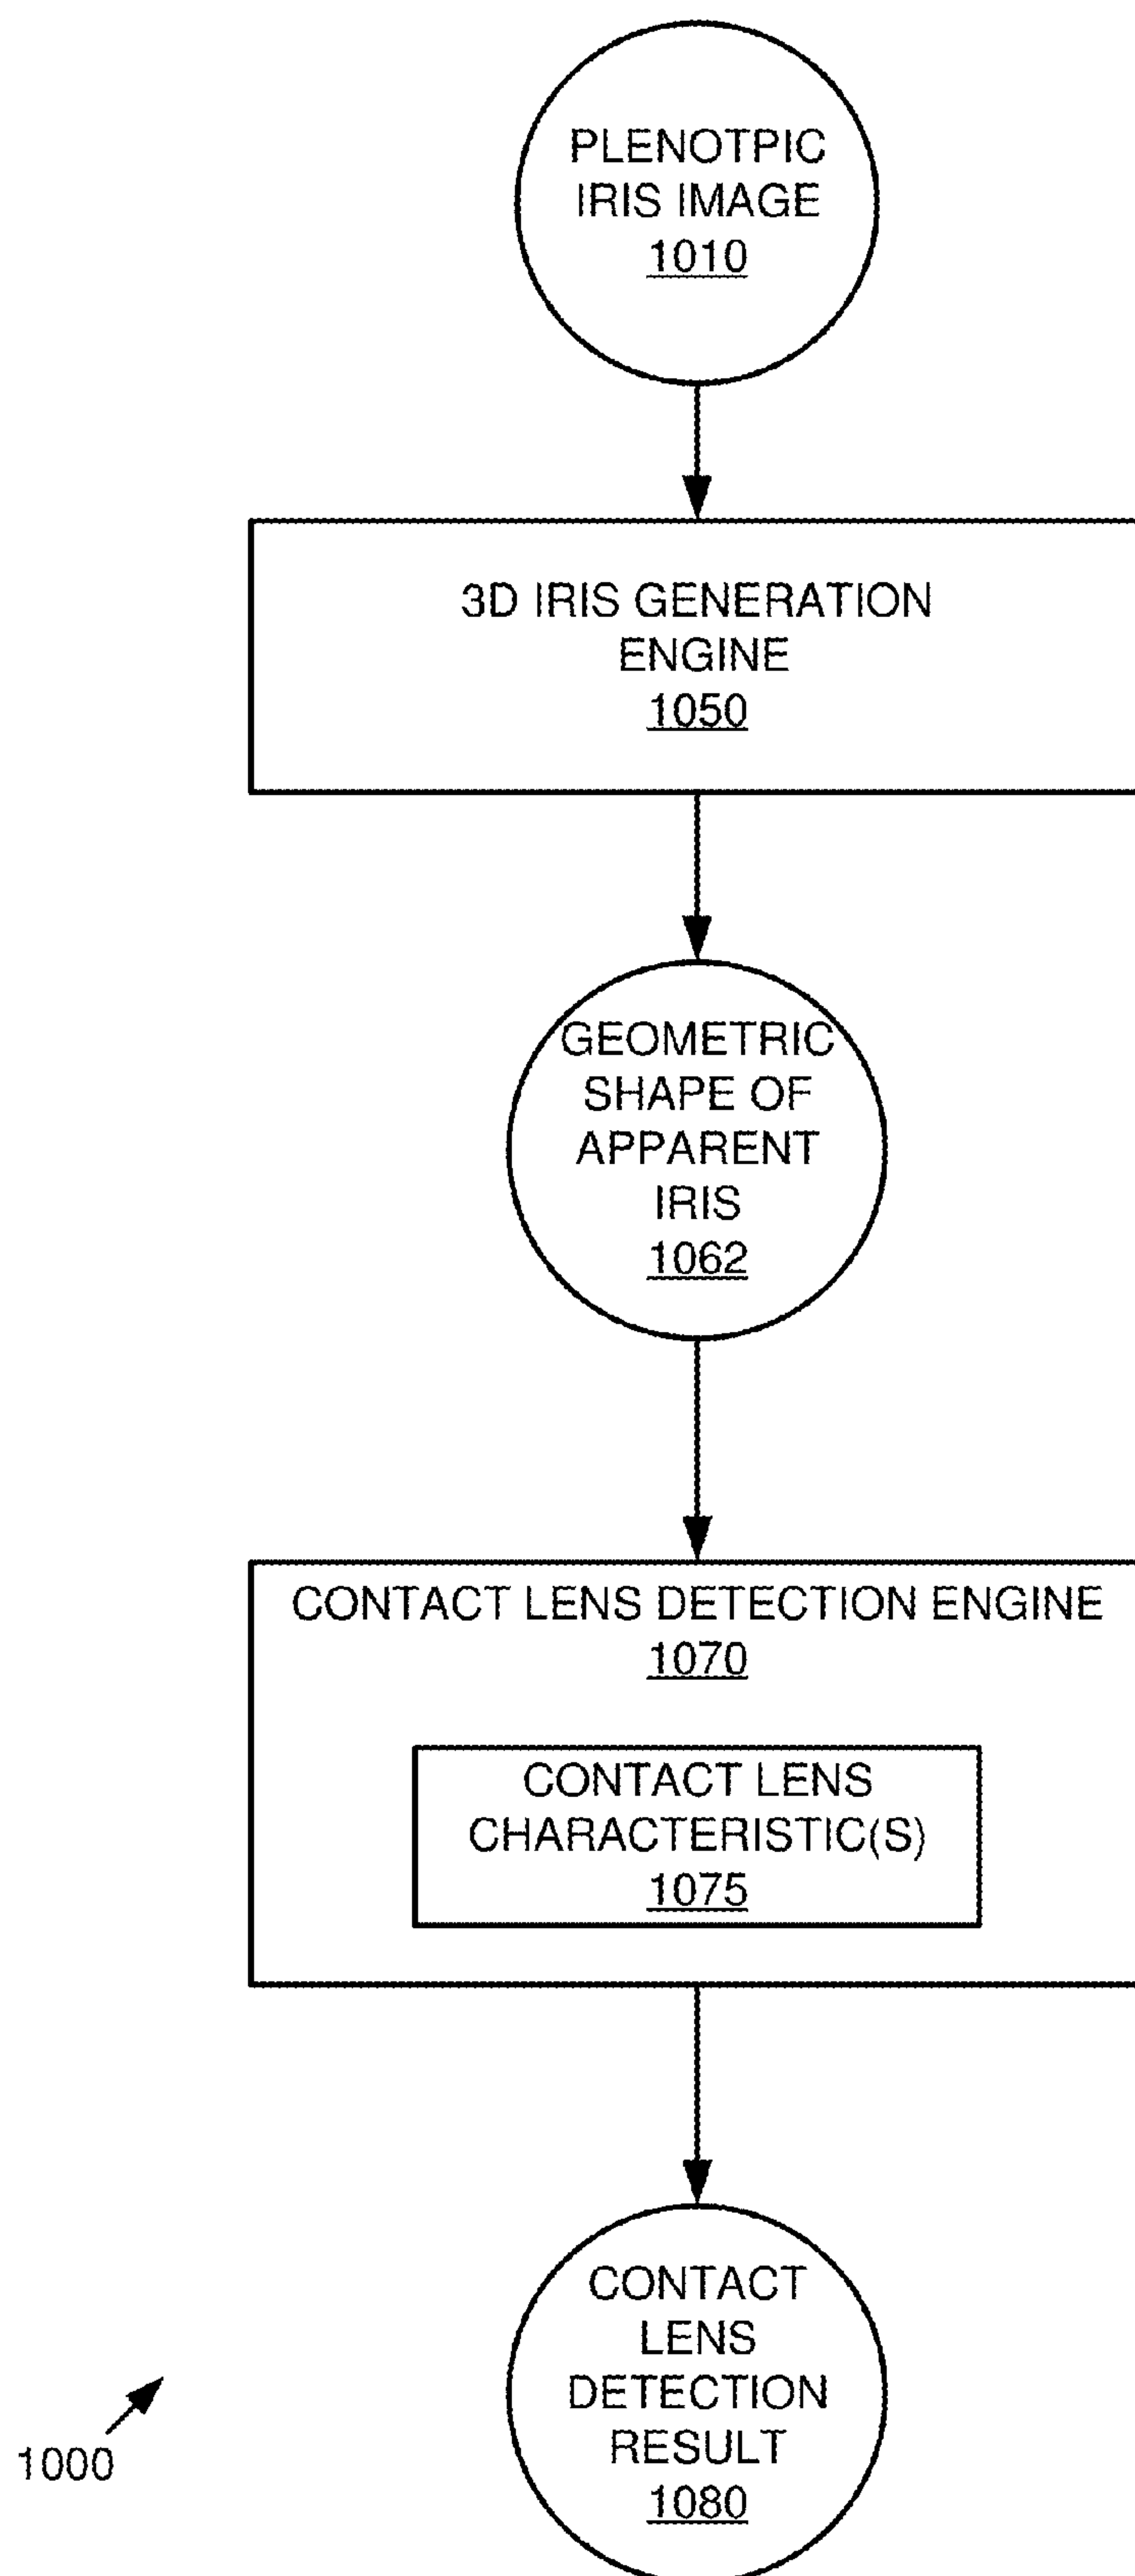 PLENOTPIC
IRIS IMAGE
1010
3D IRIS GENERATION
ENGINE
1050
GEOMETRIC
SHAPE OF
APPARENT
IRIS
1062
CONTACT LENS DETECTION ENGINE
1070
CONTACT LENS
CHARACTERISTIC(S)
1075
CONTACT
LENS
DETECTION
RESULT
1080
1000